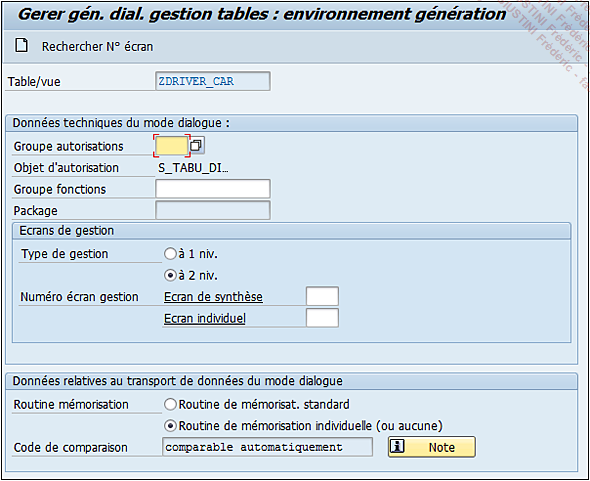 Gerer gén. dial. gestion tables : environnement génération
Rechercher N° écran
Table/vue ZDRIVER_CAR
Données techniques du mode dialogue :
Groupe autorisations
Objet d'autorisation S_TABU_DI…
Groupe fonctions
Package
Ecrans de gestion
Type de gestion à 1 niv.
à 2 niv.
Numéro écran gestion Ecran de synthèse
Ecran individuel
Données relatives au transport de données du mode dialogue
Routine mémorisation Routine de mémorisat. standard
Routine de mémorisation individuelle (ou aucune)
Code de comparaison comparable automatiquement Note